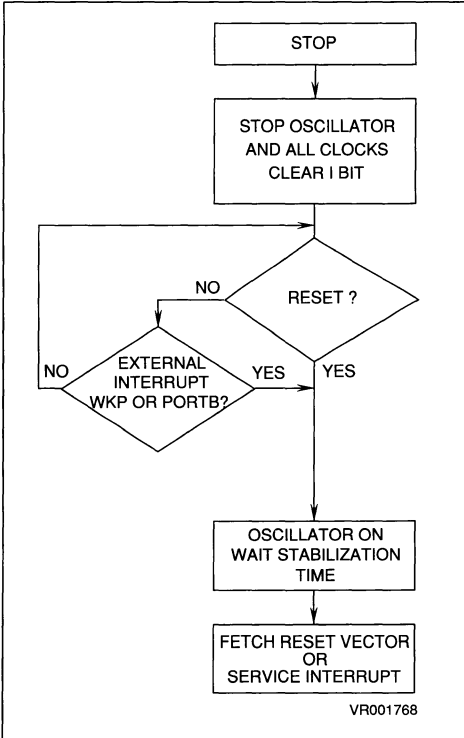 STOP
STOP OSCILLATOR
AND ALL CLOCKS
CLEAR I BIT
NO
RESET ?
NO
EXTERNAL
INTERRUPT
WKP OR PORTB?
YES
YES
OSCILLATOR ON
WAIT STABILIZATION
TIME
FETCH RESET VECTOR
OR
SERVICE INTERRUPT
VR001768